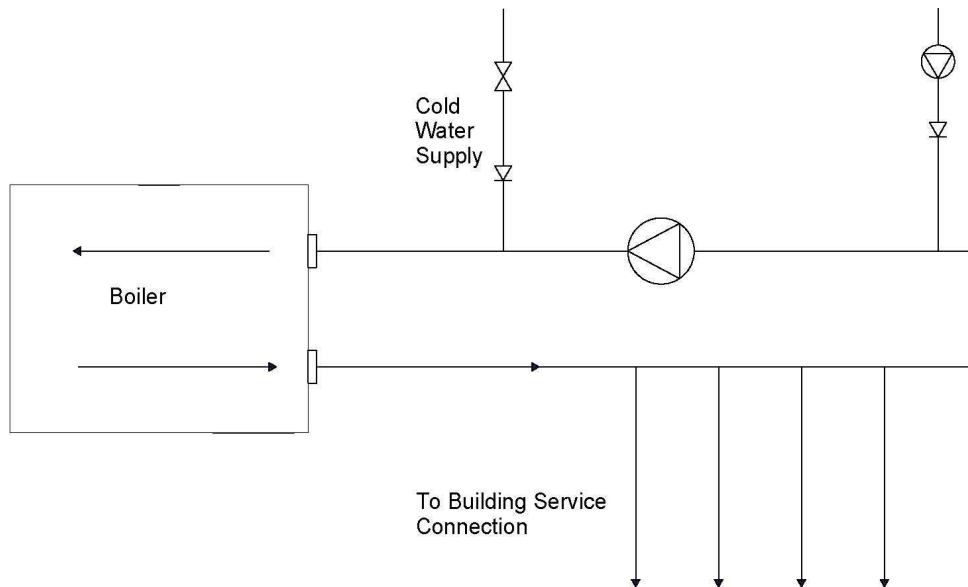 Cold
Water
Supply
Boiler
To Building Service
Connection